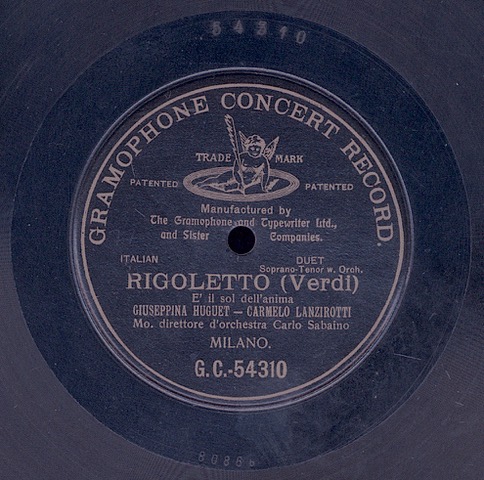 54310
GRAMOPHONE CONCERT RECORD.
TRADE MARK
PATENTED PATENTED
Manufactured by
The Gramophone and Typewriter Ltd.,
and Sister Companies.
ITALIAN DUET
Soprano-Tenor w. Orch.
RIGOLETTO (Verdi)
E' il sol dell'anima
GIUSEPPINA HUGUET — CARMELO LANZIROTTI
Mo. direttore d'orchestra Carlo Sabaino
MILANO.
G.C.-54310